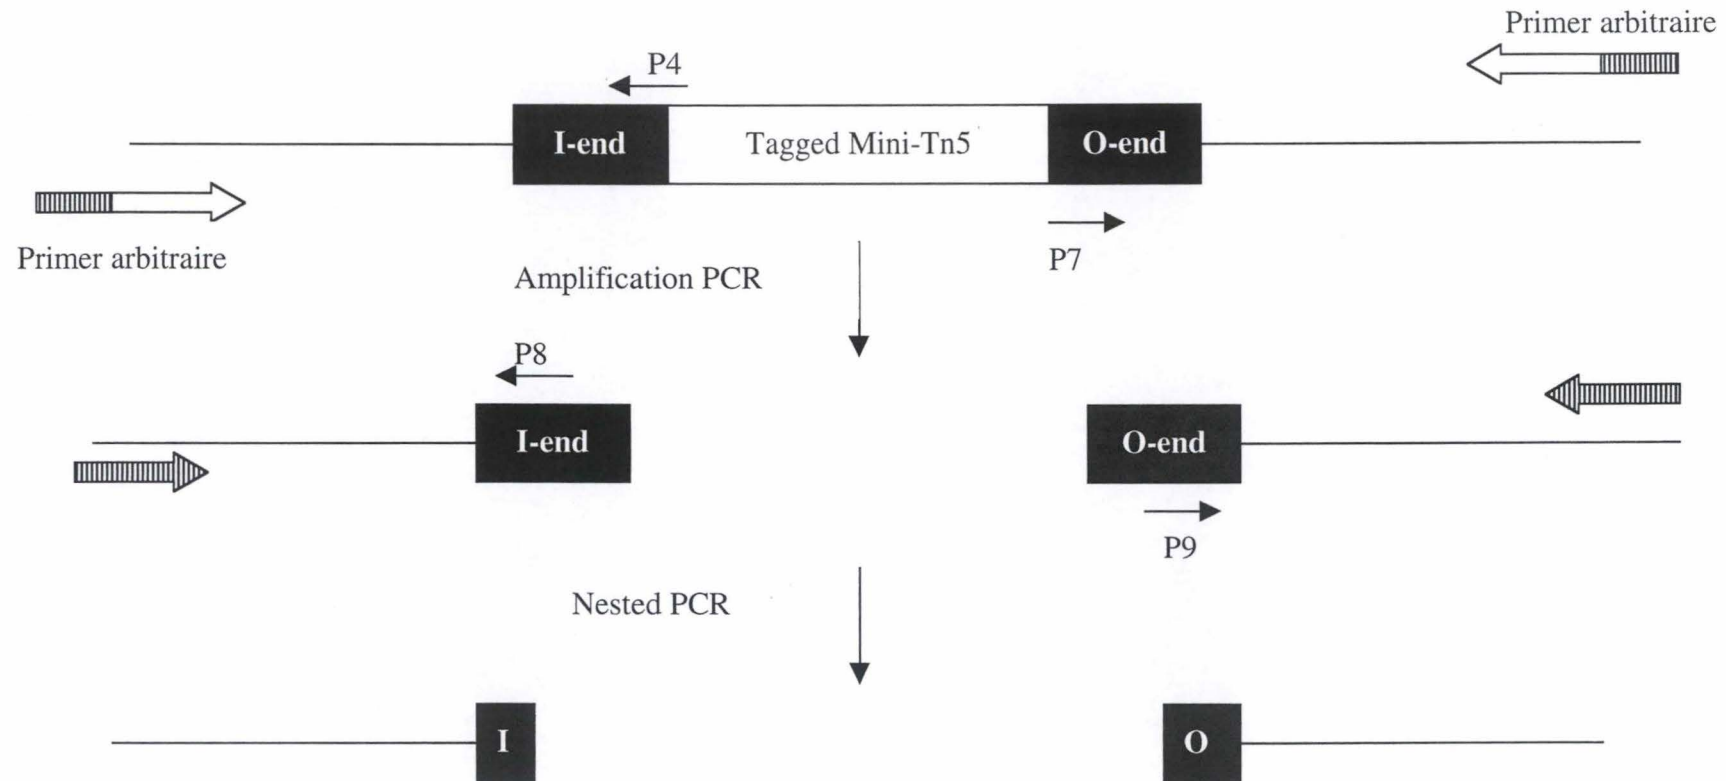 Primer arbitraire
P4
I-end
Tagged Mini-Tn5
O-end
Primer arbitraire
P7
Amplification PCR
P8
I-end
O-end
P9
Nested PCR
I
O